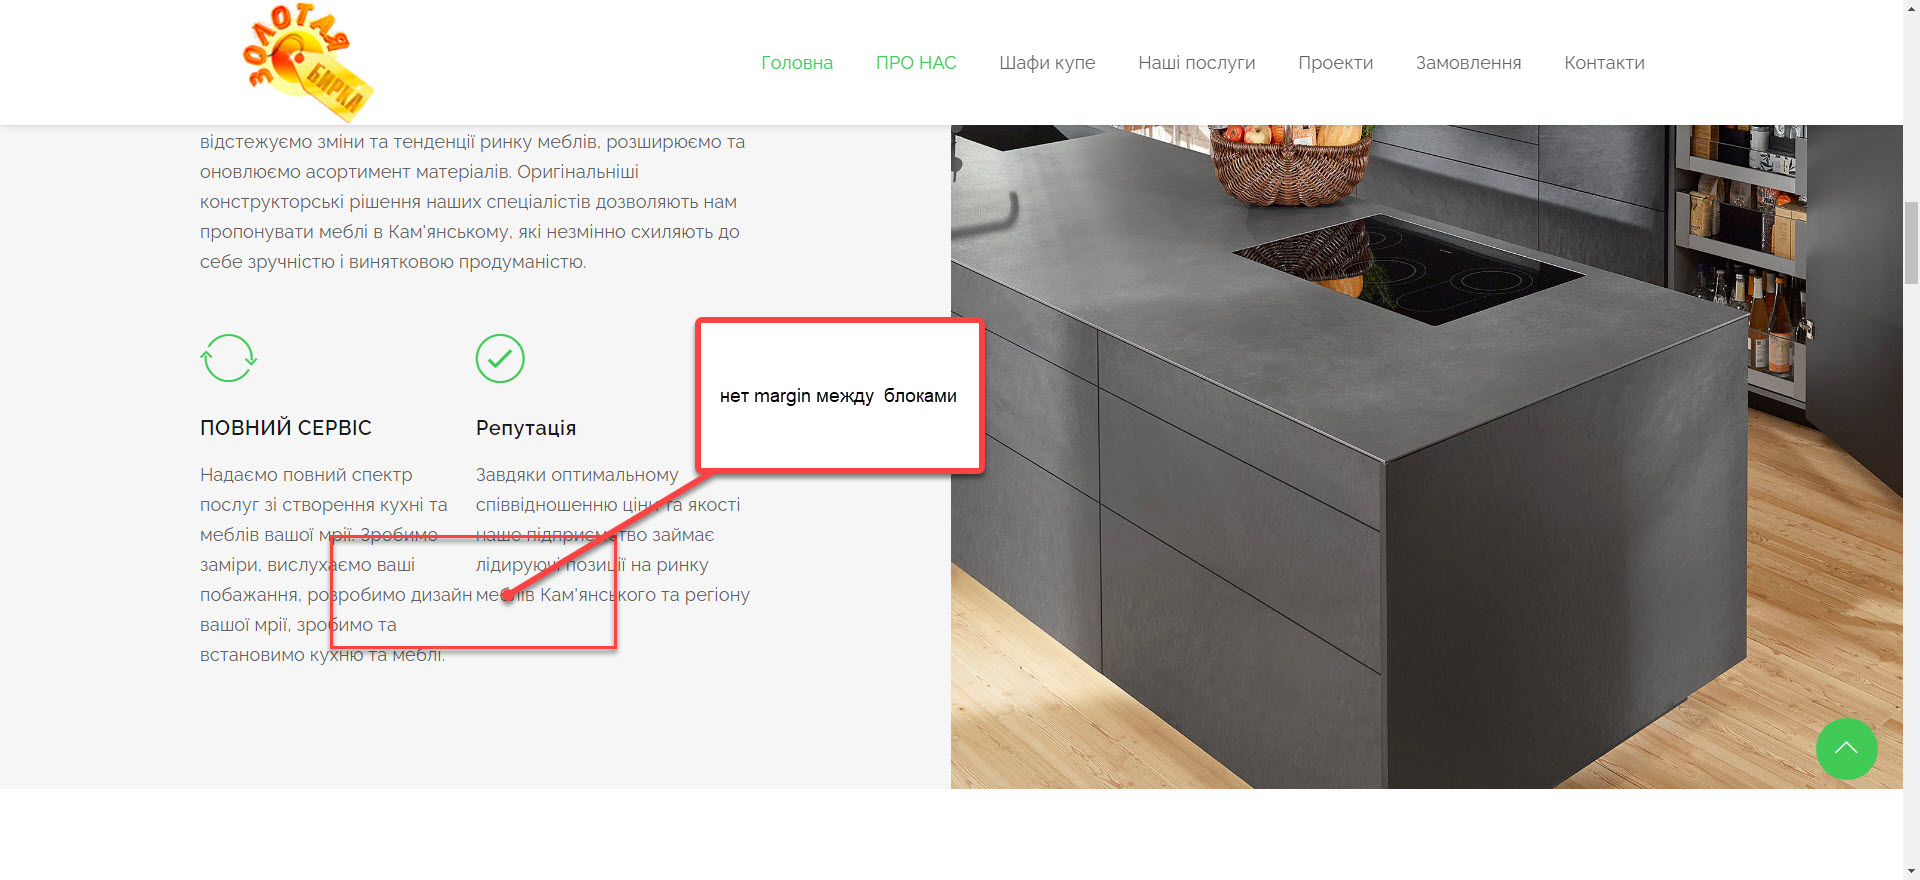 ЗОЛОТАЯ
БИРКА
Головна
ПРО НАС
Шафи купе
Наші послуги
Проекти
Замовлення
Контакти
відстежуємо зміни та тенденції ринку меблів, розширюємо та
оновлюємо асортимент матеріалів. Оригінальніші
конструкторські рішення наших спеціалістів дозволяють нам
пропонувати меблі в Кам'янському, які незмінно схиляють до
себе зручністю і винятковою продуманістю.
ПОВНИЙ СЕРВІС
Надаємо повний спектр
послуг зі створення кухні та
меблів вашої мрії. Зробимо
заміри, вислухаємо ваші
побажання, розробимо дизайн
вашої мрії, зробимо та
встановимо кухню та меблі.
Репутація
Завдяки оптимальному
співвідношенню ціни та якості
наше підприємство займає
лідируючі позиції на ринку
меблів Кам'янського та регіону
нет margin между блоками